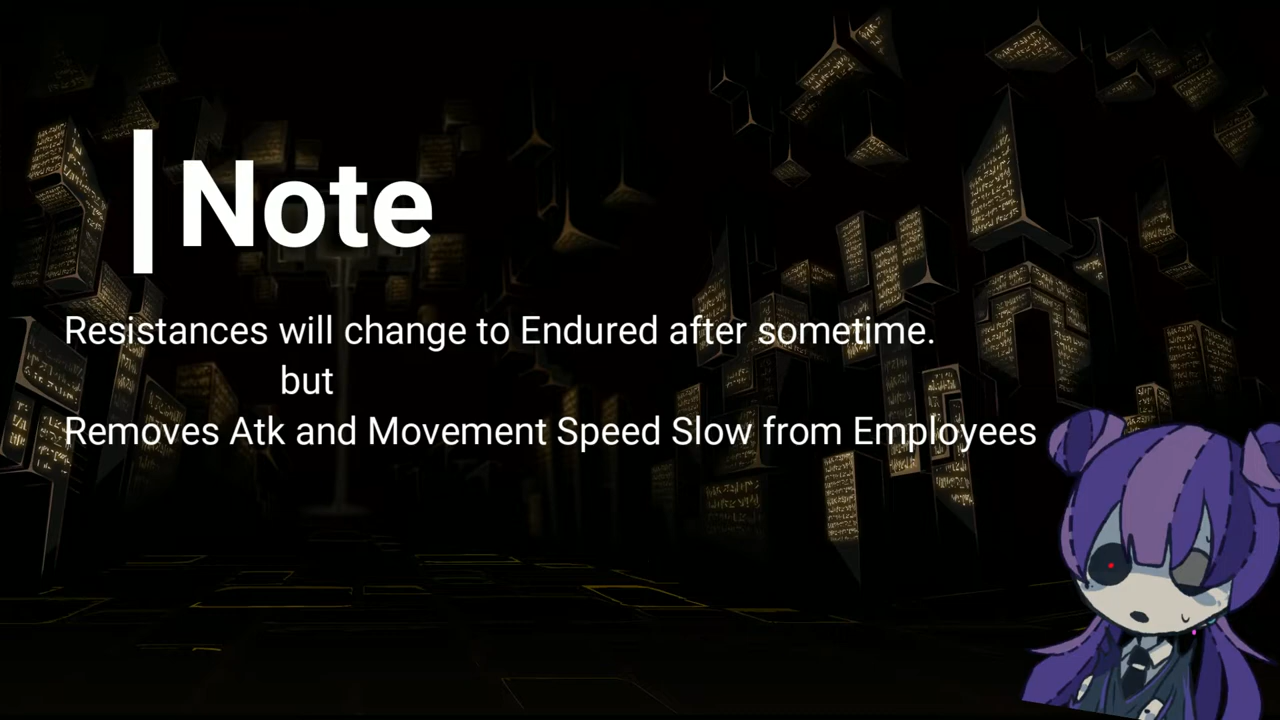 Note
Resistances will change to Endured after sometime.
but
Removes Atk and Movement Speed Slow from Employees